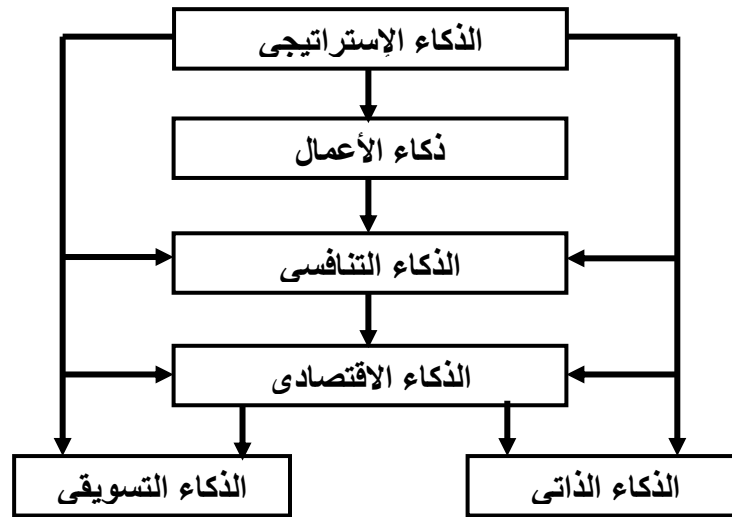 الذكاء الإستراتيجى
ذكاء الأعمال
الذكاء التنافسى
الذكاء الاقتصادى
الذكاء الذاتى
الذكاء التسويقى